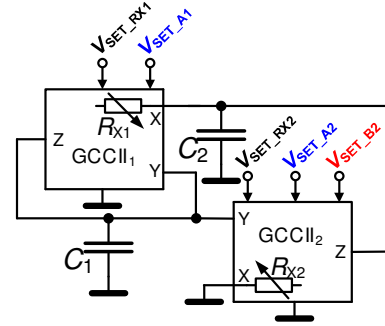 VSET_RX1 VSET_A1
Z RX1 X
GCCII1
Y
C2
VSET_RX2 VSET_A2 VSET_B2
C1
Y GCCII2
Z
X RX2